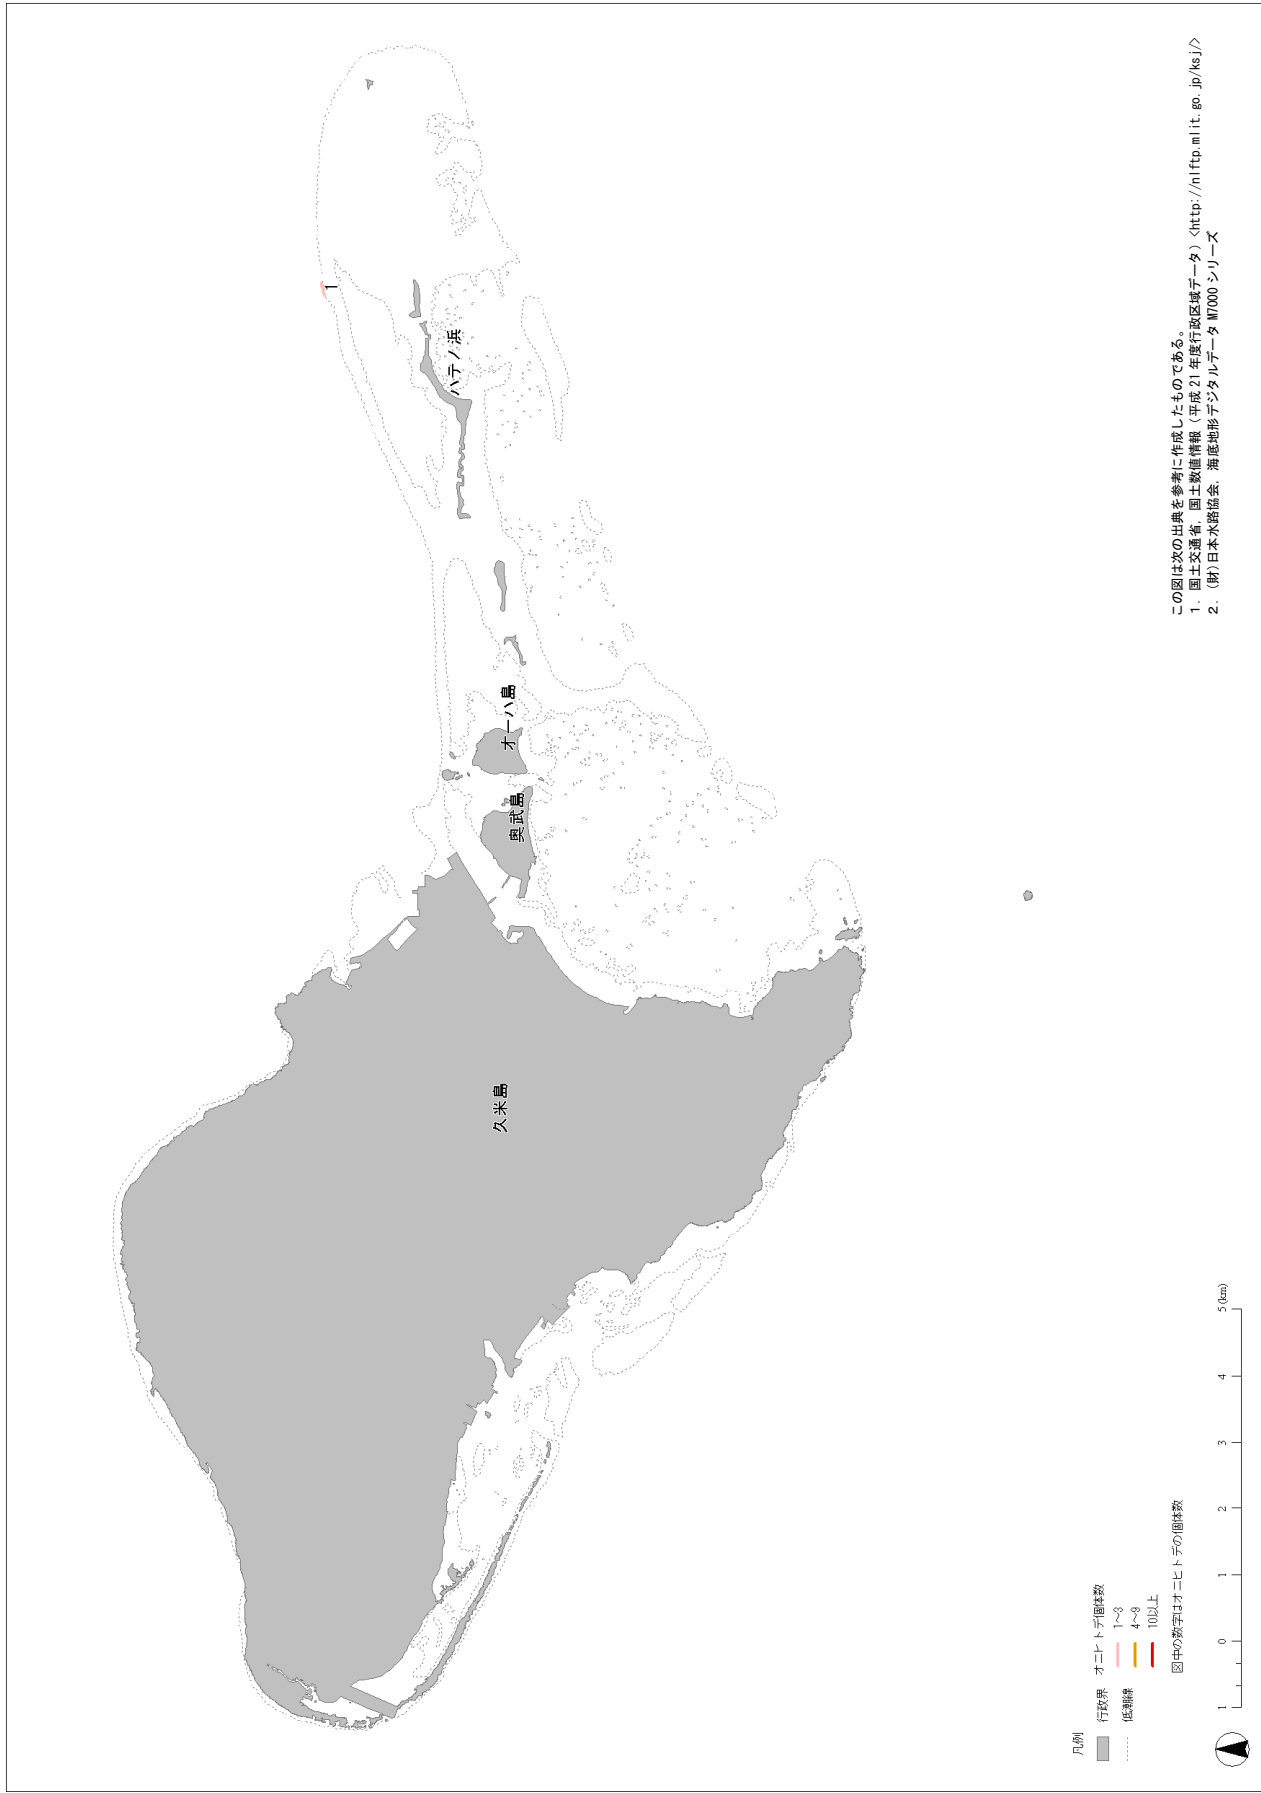 1
ハテノ浜
オーハ島
奥武島
久米島
この図は次の出典を参考に作成したものである。
1. 国土交通省, 国土数値情報（平成 21 年度行政区域データ）<http://nlftp.mlit.go.jp/ksj/>
2. (財)日本水路協会, 海底地形デジタルデータ M7000 シリーズ
凡例
行政界
低潮線
オニヒトデ個体数
1～3
4～9
10以上
図中の数字はオニヒトデの個体数
1 0 1 2 3 4 5 (km)